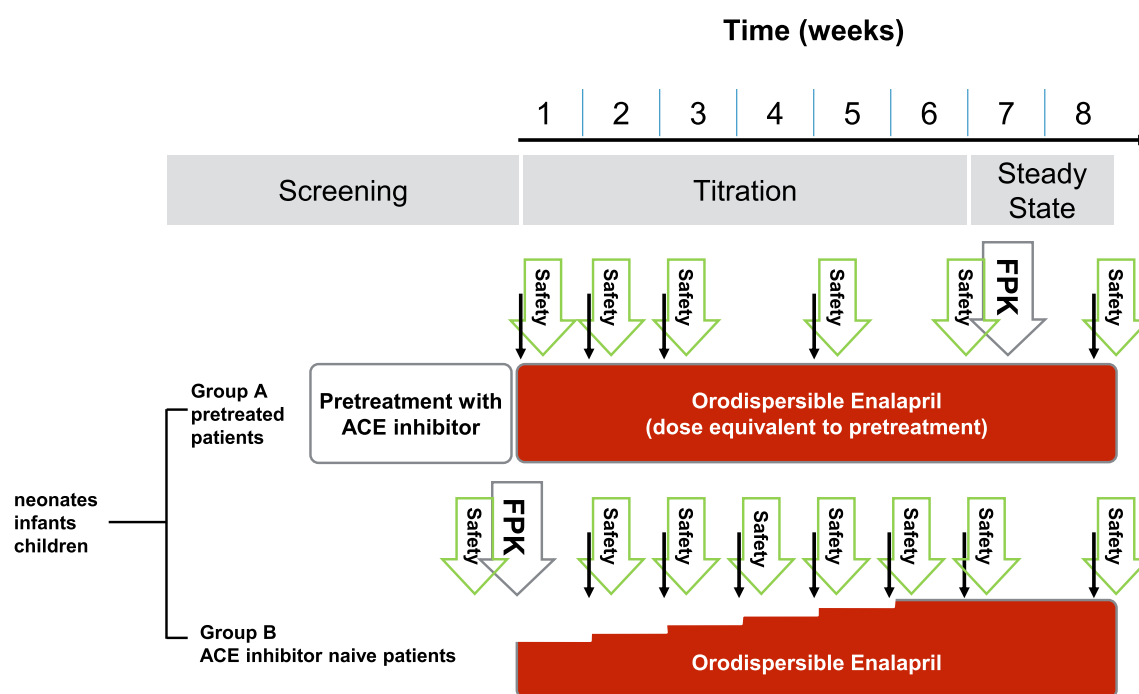 Time (weeks)
1 2 3 4 5 6 7 8
Screening
Titration
Steady
State
Safety
Safety
Safety
Safety
Safety
FPK
Safety
Group A
pretreated
patients
Pretreatment with
ACE inhibitor
Orodispersible Enalapril
(dose equivalent to pretreatment)
neonates
infants
children
Safety
FPK
Safety
Safety
Safety
Safety
Safety
Safety
Safety
Group B
ACE inhibitor naive patients
Orodispersible Enalapril